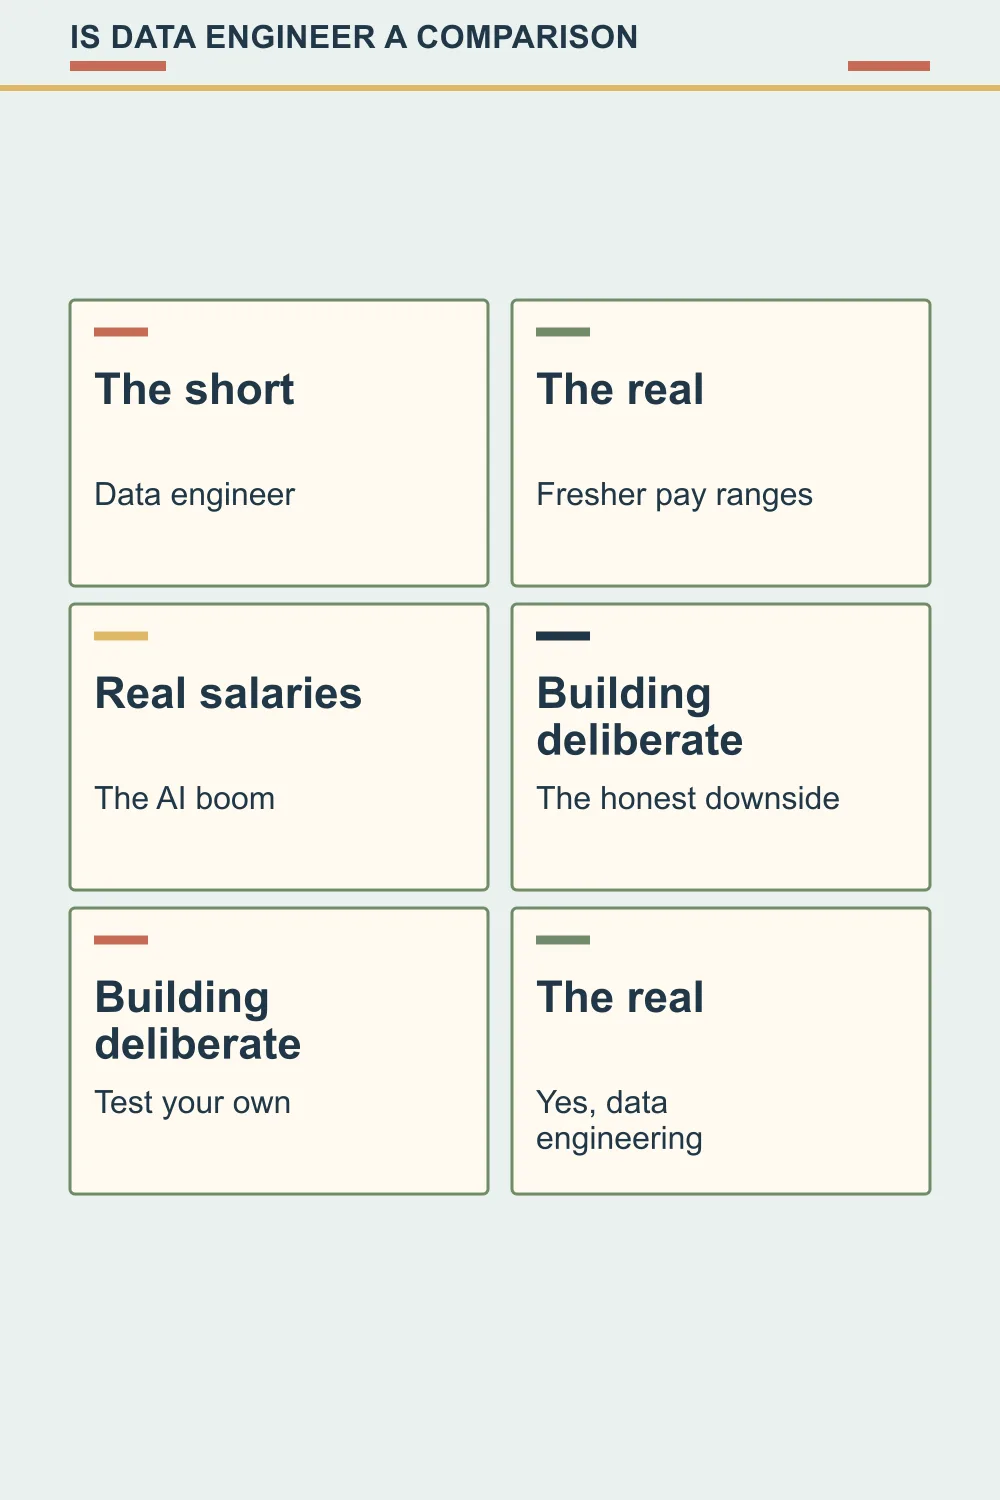 IS DATA ENGINEER A COMPARISON
The short
Data engineer
The real
Fresher pay ranges
Real salaries
The AI boom
Building
deliberate
The honest downside
Building
deliberate
Test your own
The real
Yes, data
engineering